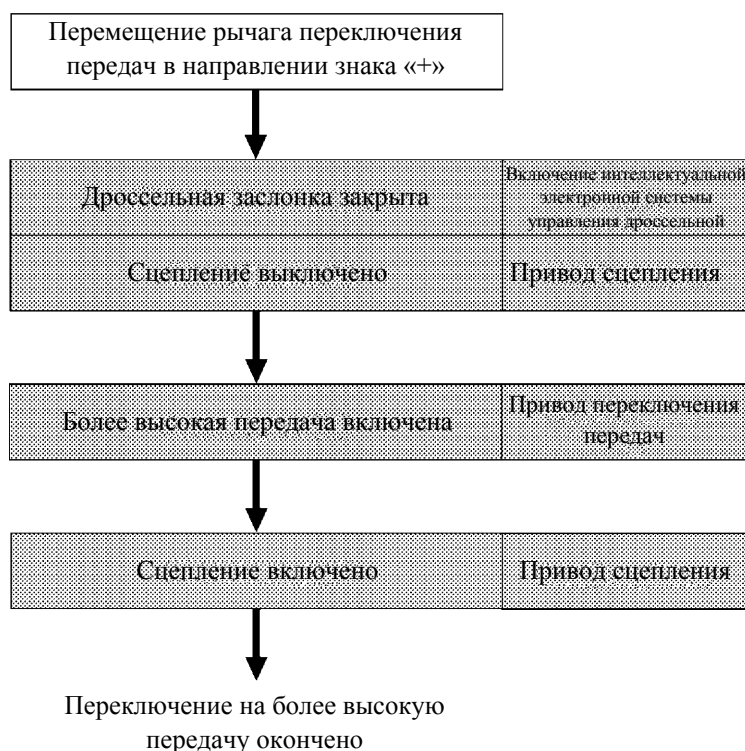 Перемещение рычага переключения
передач в направлении знака «+»
Дроссельная заслонка закрыта
Включение интеллектуальной
электронной системы
управления дроссельной
Сцепление выключено
Привод сцепления
Более высокая передача включена
Привод переключения
передач
Сцепление включено
Привод сцепления
Переключение на более высокую
передачу окончено